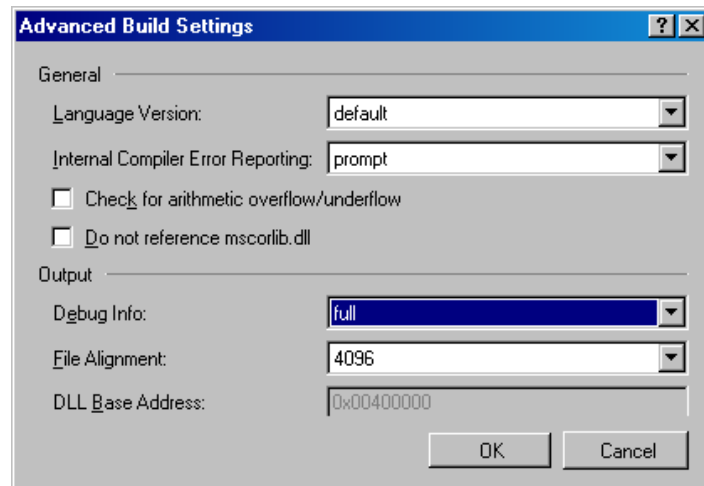 Advanced Build Settings
General
Language Version: default
Internal Compiler Error Reporting: prompt
Check for arithmetic overflow/underflow
Do not reference mscorlib.dll
Output
Debug Info: full
File Alignment: 4096
DLL Base Address: 0x00400000
OK Cancel